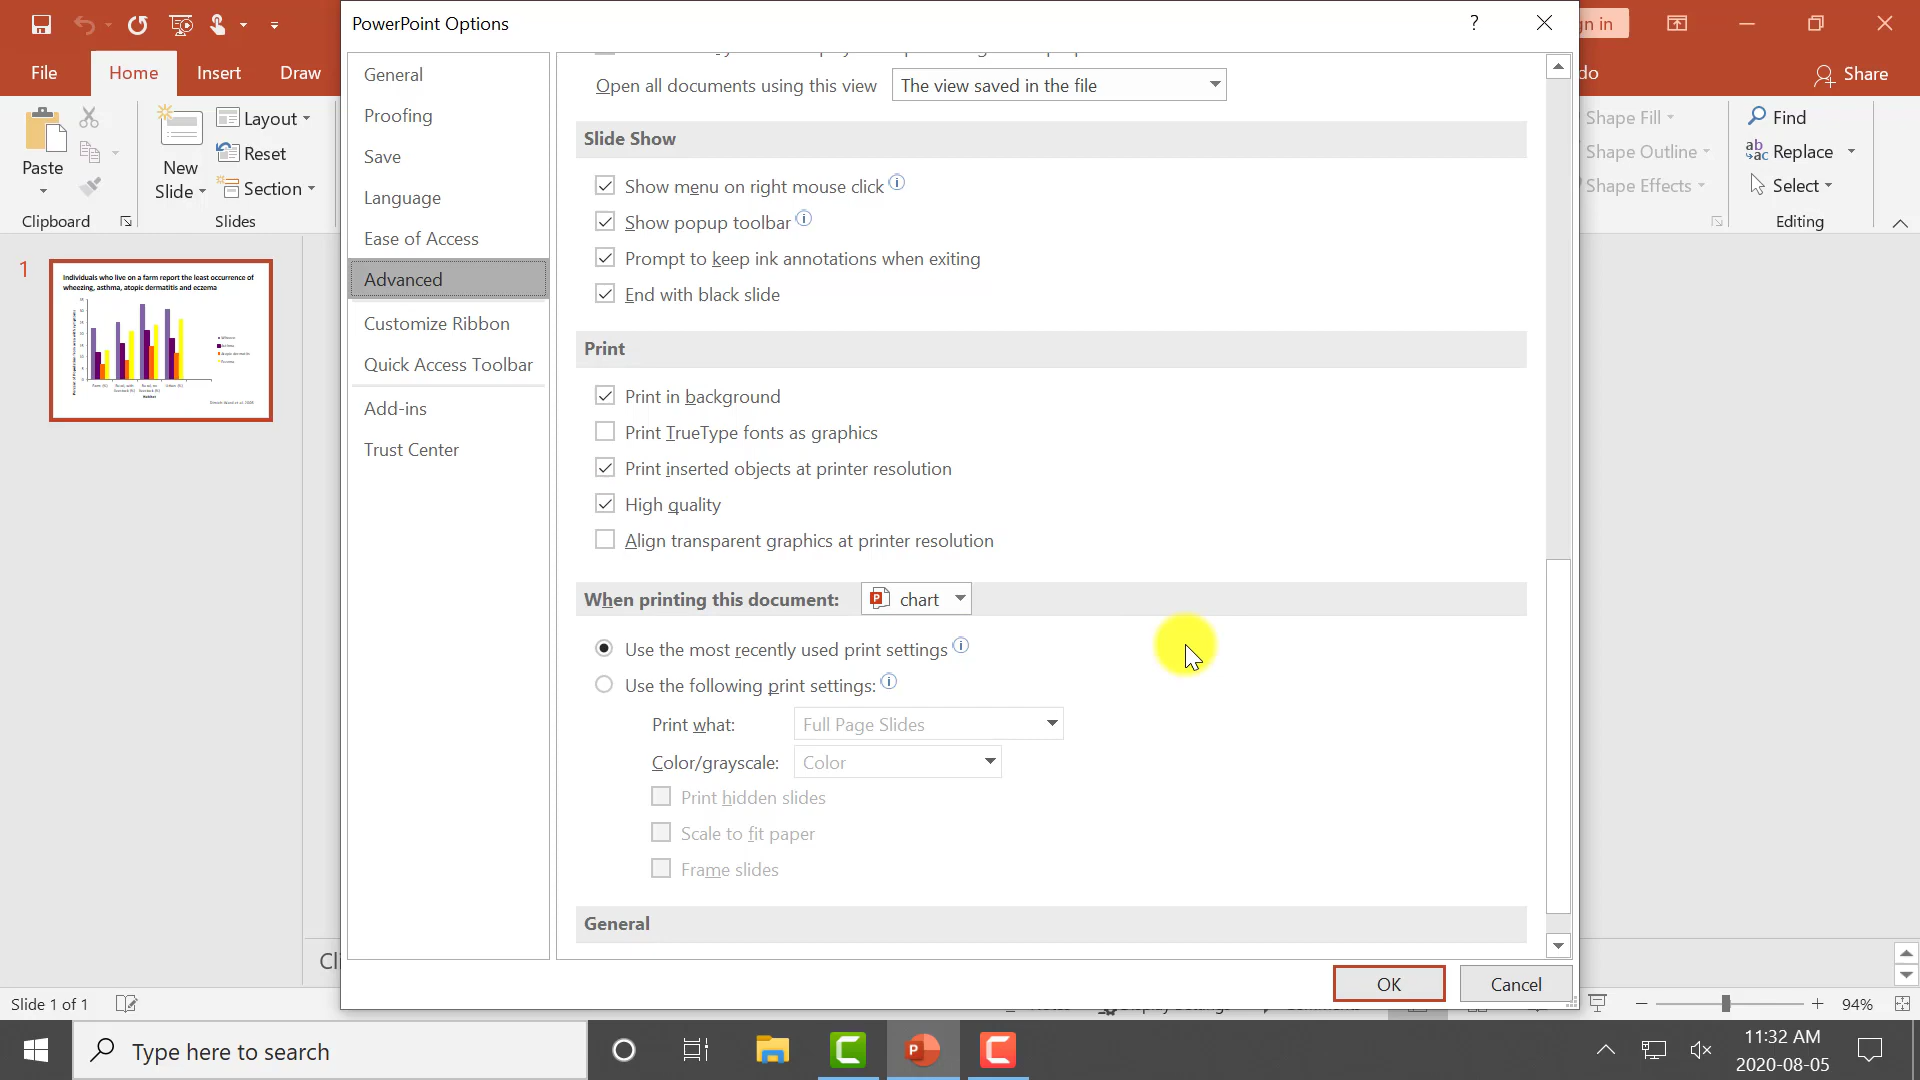 PowerPoint Options
?
gn in
File
Home
Insert
Draw
do
Share
Paste
New
Slide
Layout
Reset
Section
Clipboard
Slides
Shape Fill
Shape Outline
Shape Effects
Find
Replace
Select
Editing
1
Individuals who live on a farm report the least occurrence of
wheezing, asthma, atopic dermatitis and eczema
General
Proofing
Save
Language
Ease of Access
Advanced
Customize Ribbon
Quick Access Toolbar
Add-ins
Trust Center
Open all documents using this view
The view saved in the file
Slide Show
Show menu on right mouse click
Show popup toolbar
Prompt to keep ink annotations when exiting
End with black slide
Print
Print in background
Print TrueType fonts as graphics
Print inserted objects at printer resolution
High quality
Align transparent graphics at printer resolution
When printing this document:
chart
Use the most recently used print settings
Use the following print settings:
Print what:
Full Page Slides
Color/grayscale:
Color
Print hidden slides
Scale to fit paper
Frame slides
General
OK
Cancel
Cli
Slide 1 of 1
94%
Type here to search
11:32 AM
2020-08-05